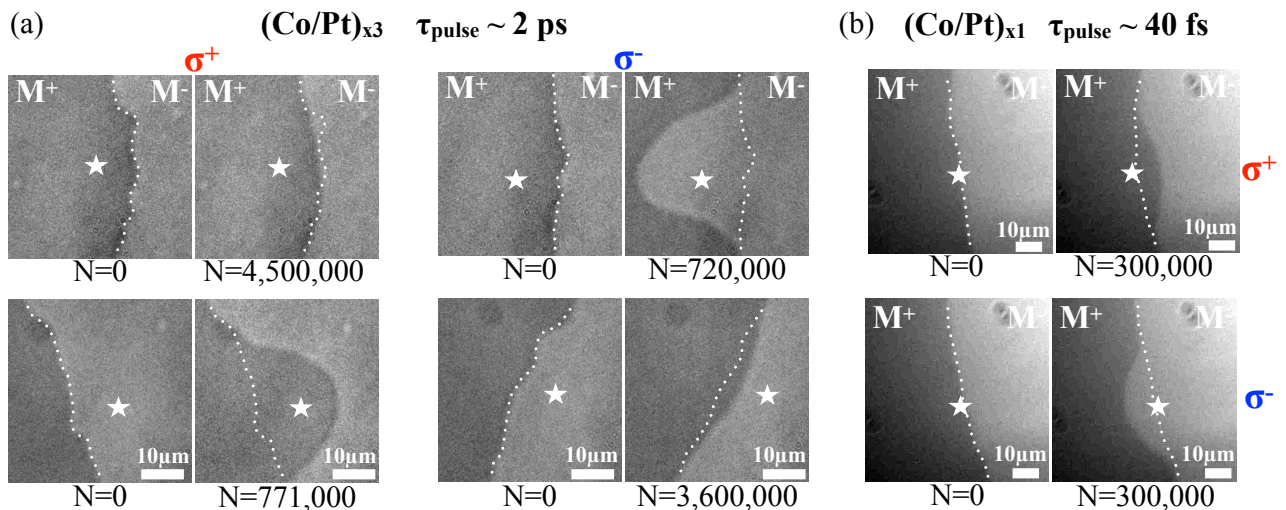 (a) (Co/Pt)x3 τpulse ~ 2 ps
σ+
σ-
M+ M- M+ M-
M+ M- M+ M-
N=0 N=4,500,000
N=0 N=720,000
10μm 10μm
10μm 10μm
N=0 N=771,000
N=0 N=3,600,000
(b) (Co/Pt)x1 τpulse ~ 40 fs
M+ M- M+ M-
σ+
10μm 10μm
N=0 N=300,000
M+ M- M+ M-
σ-
10μm 10μm
N=0 N=300,000